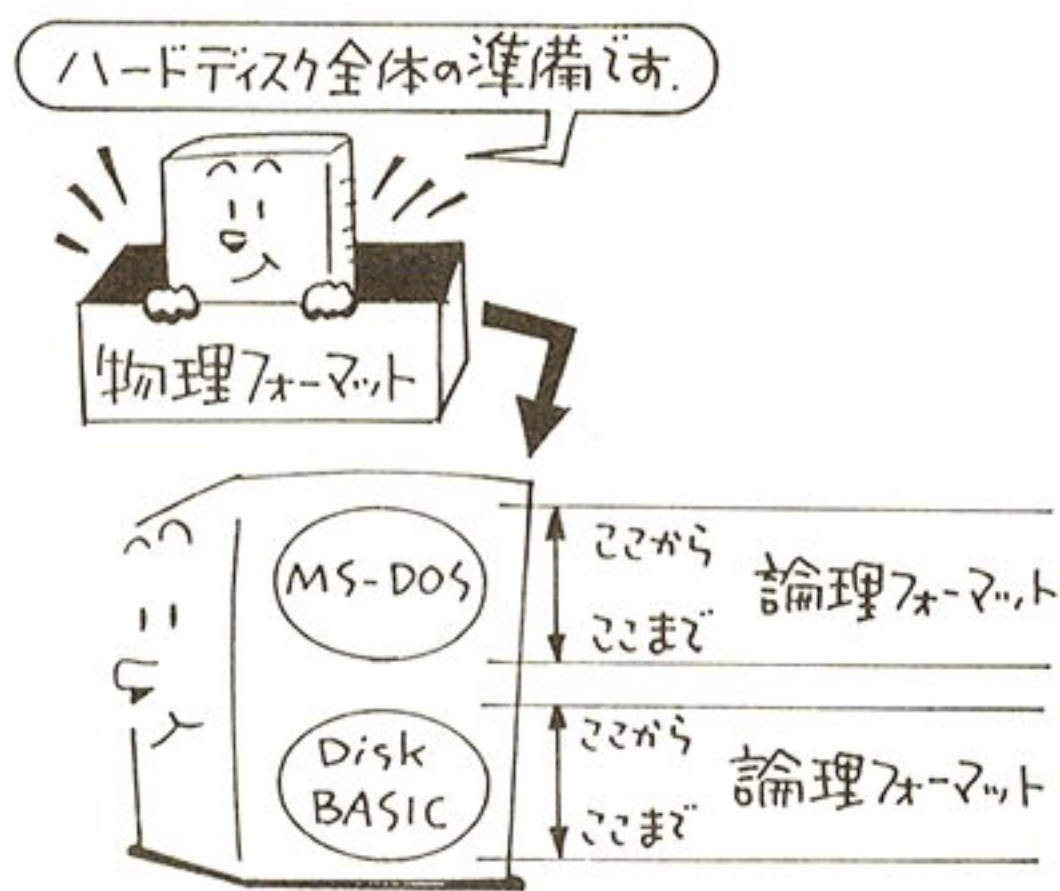 ハードディスク全体の準備です.
物理フォーマット
MS-DOS
ここから
ここまで
論理フォーマット
Disk
BASIC
ここから
ここまで
論理フォーマット